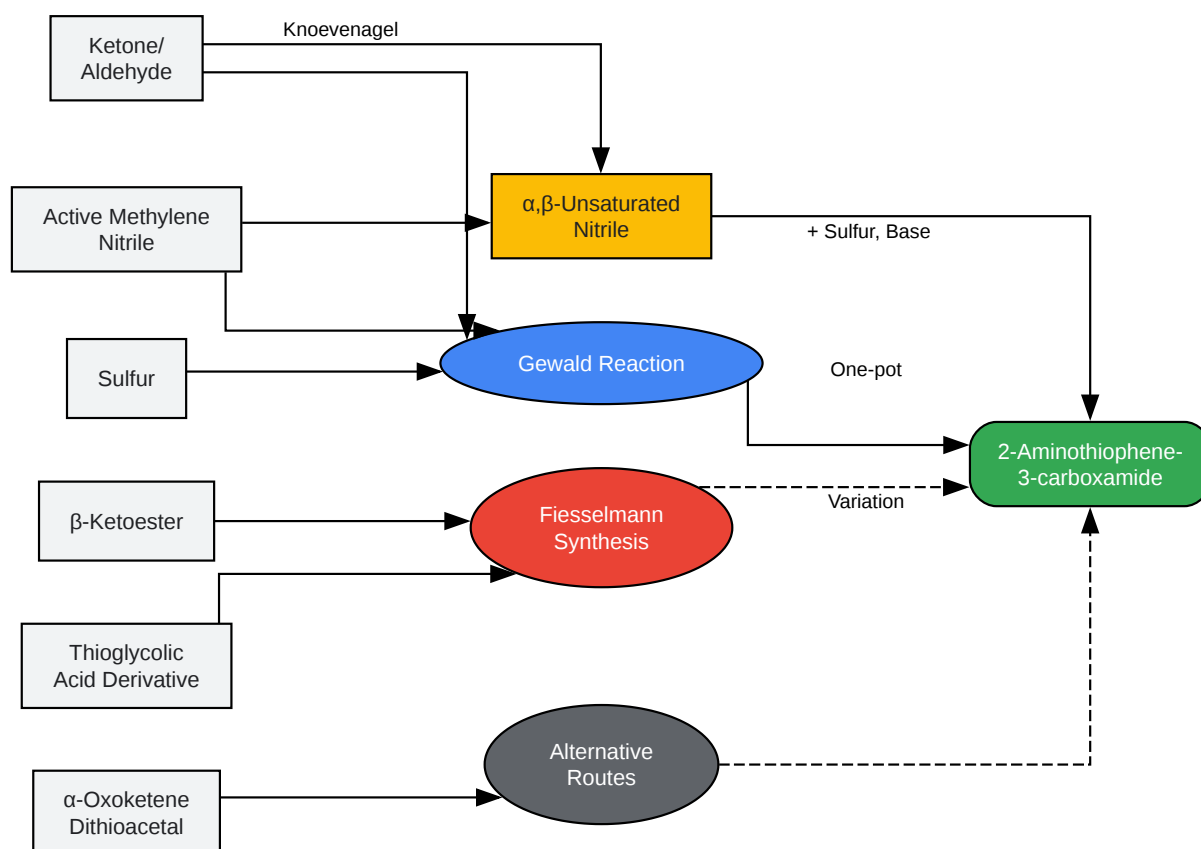 Ketone/
Aldehyde
Knoevenagel
Active Methylene
Nitrile
α,β-Unsaturated
Nitrile
+ Sulfur, Base
Sulfur
Gewald Reaction
One-pot
2-Aminothiophene-
3-carboxamide
β-Ketoester
Fiesselmann
Synthesis
Variation
Thioglycolic
Acid Derivative
Alternative
Routes
α-Oxoketene
Dithioacetal